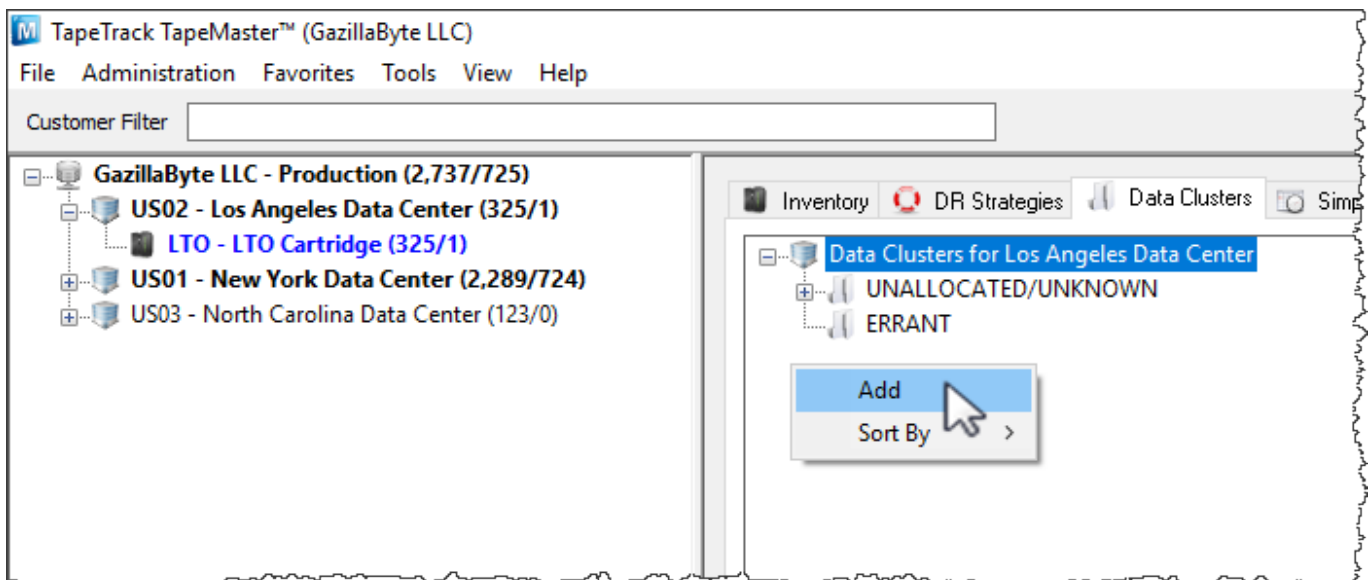 TapeTrack TapeMaster™ (GazillaByte LLC)
File Administration Favorites Tools View Help
Customer Filter
GazillaByte LLC - Production (2,737/725)
US02 - Los Angeles Data Center (325/1)
LTO - LTO Cartridge (325/1)
US01 - New York Data Center (2,289/724)
US03 - North Carolina Data Center (123/0)
Inventory DR Strategies Data Clusters
Data Clusters for Los Angeles Data Center
UNALLOCATED/UNKNOWN
ERRANT
Add
Sort By >